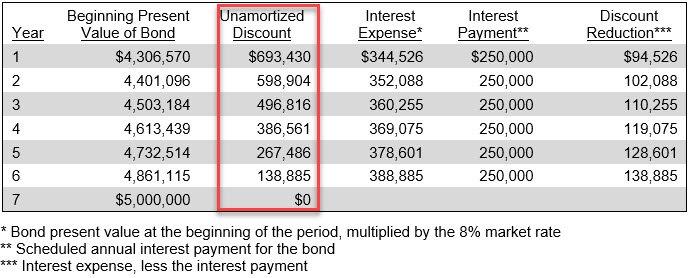 Beginning Present Unamortized Interest Interest Discount
Year Value of Bond Discount Expense* Payment** Reduction***
1 $4,306,570 $693,430 $344,526 $250,000 $94,526
2 4,401,096 598,904 352,088 250,000 102,088
3 4,503,184 496,816 360,255 250,000 110,255
4 4,613,439 386,561 369,075 250,000 119,075
5 4,732,514 267,486 378,601 250,000 128,601
6 4,861,115 138,885 388,885 250,000 138,885
7 $5,000,000 $0
* Bond present value at the beginning of the period, multiplied by the 8% market rate
** Scheduled annual interest payment for the bond
*** Interest expense, less the interest payment